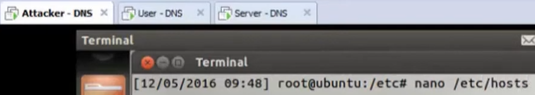 Attacker - DNS × User - DNS × Server - DNS ×
Terminal
Terminal
[12/05/2016 09:48] root@ubuntu:/etc# nano /etc/hosts